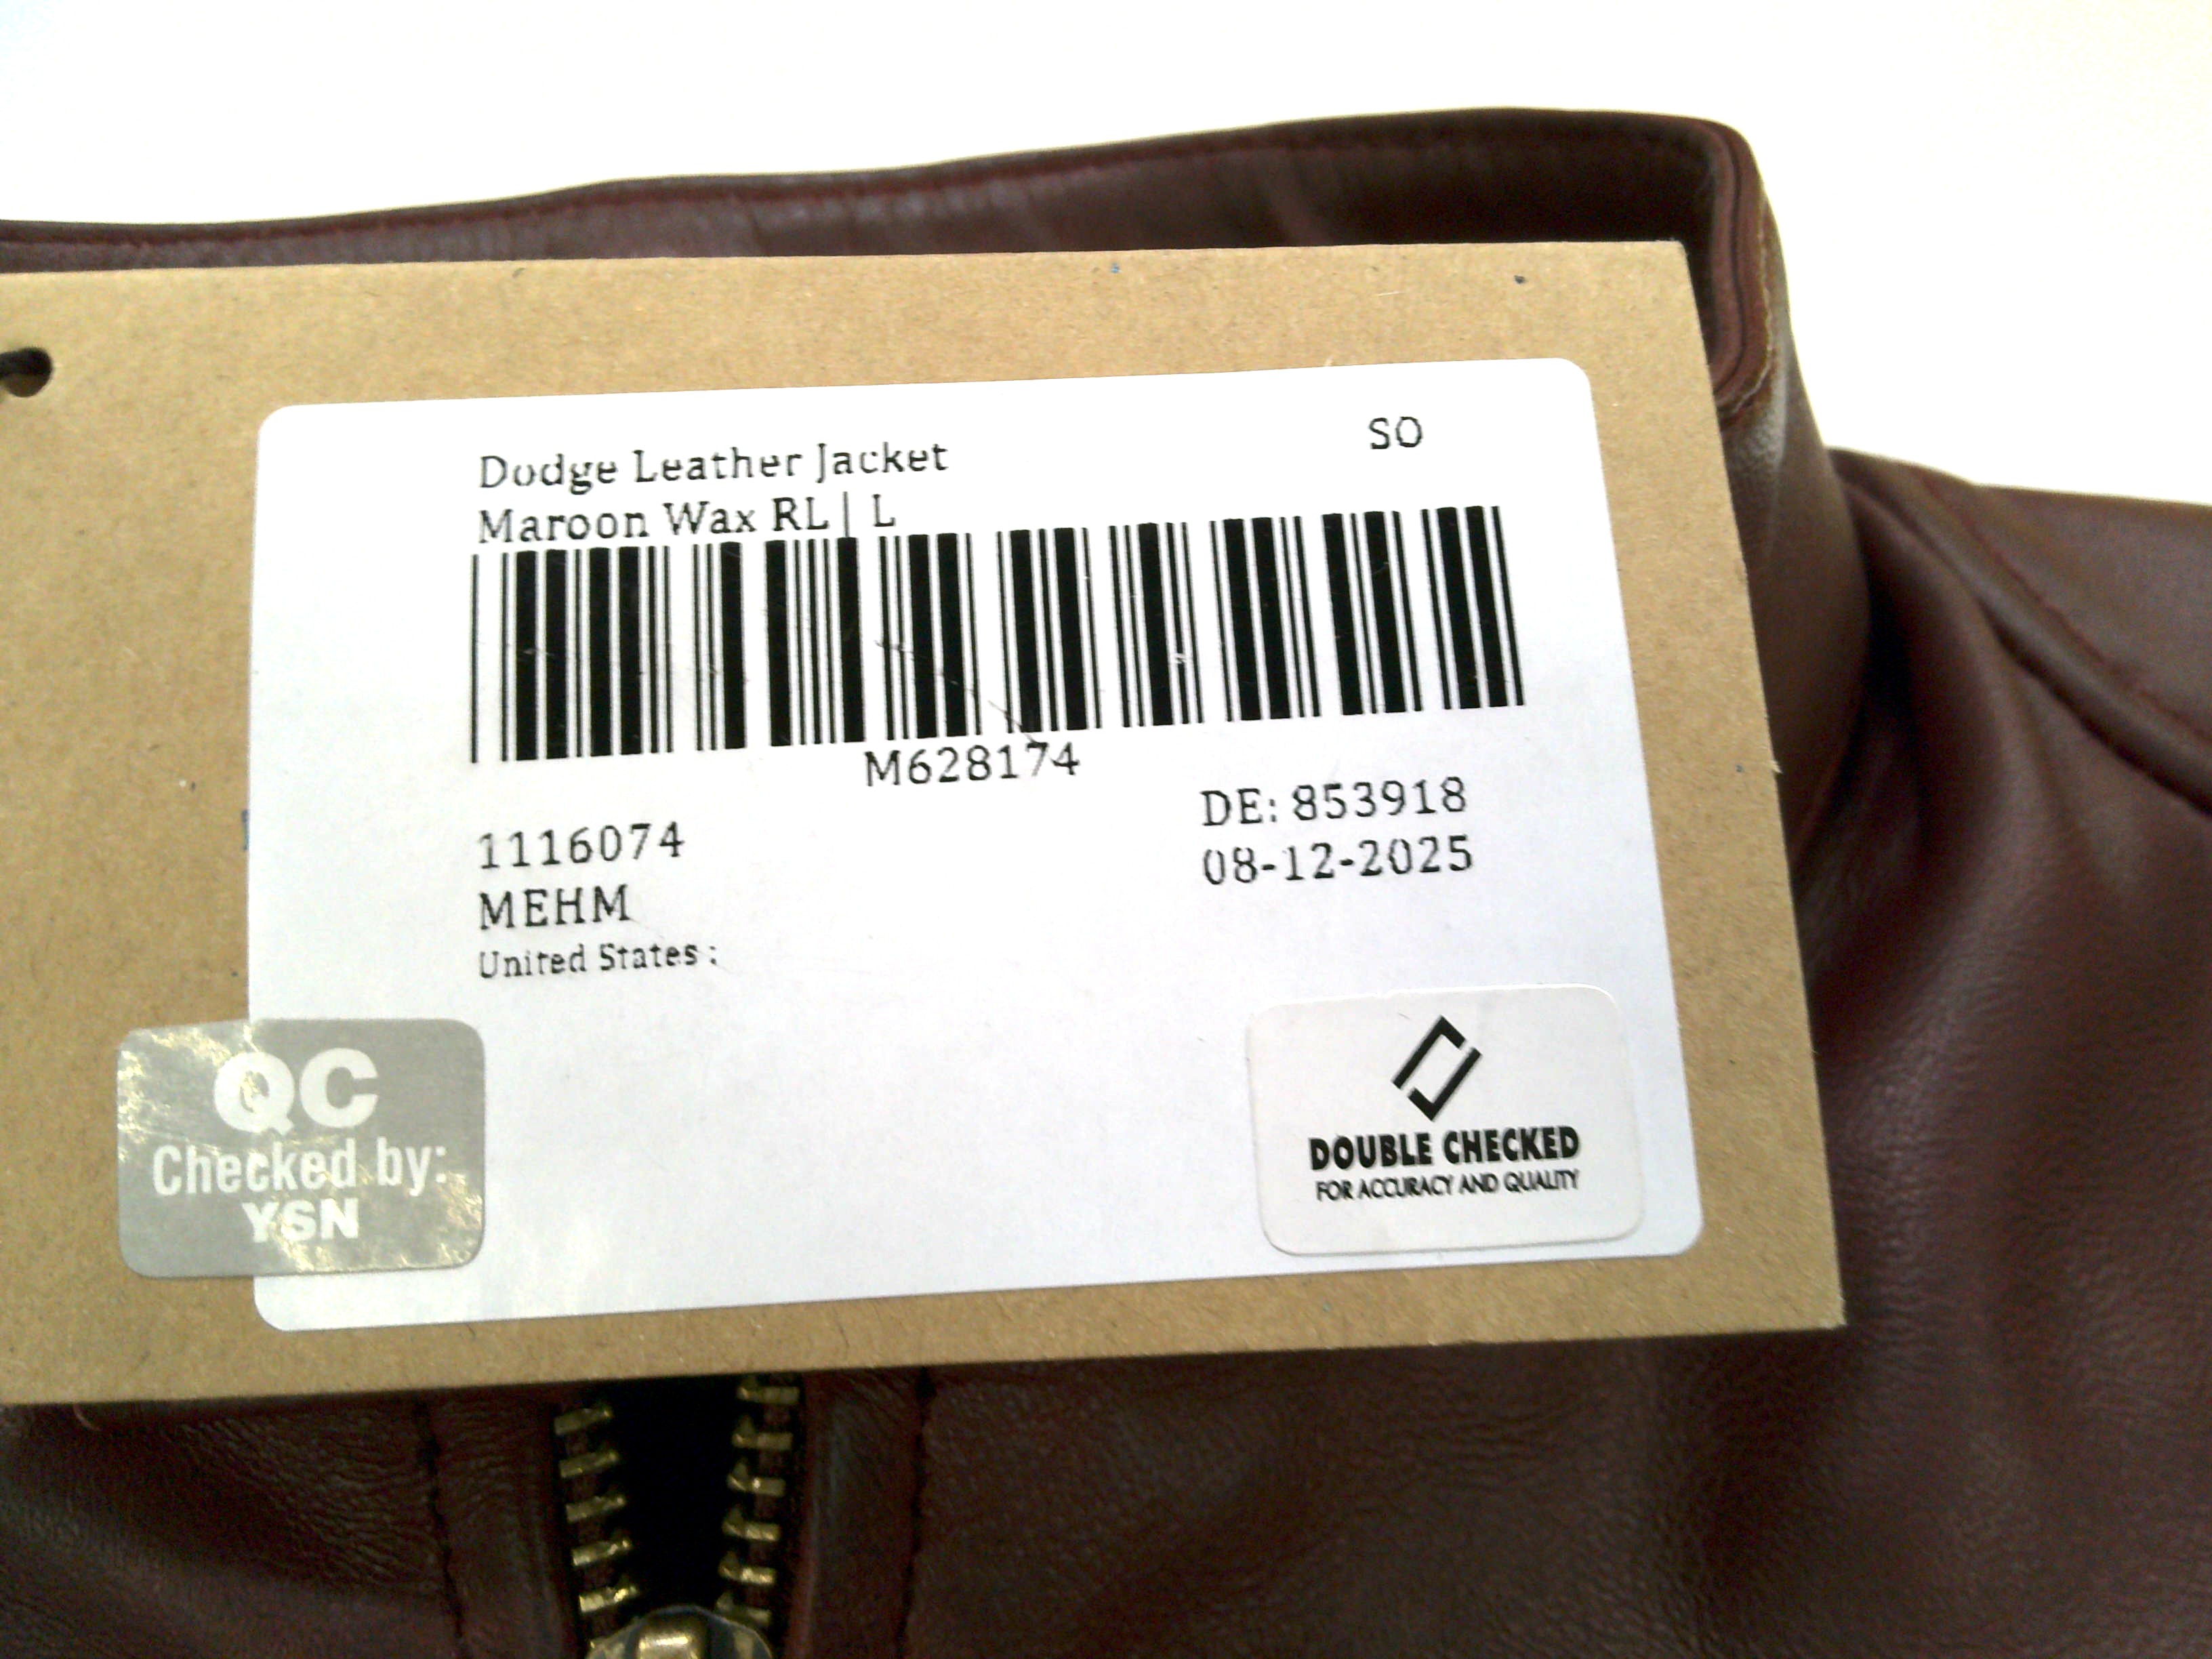 Dodge Leather Jacket
SO
Maroon Wax RL| L
M628174
DE: 853918
1116074
08-12-2025
MEHM
United States :
QC
Checked by:
YSN
DOUBLE CHECKED
FOR ACCURACY AND QUALITY